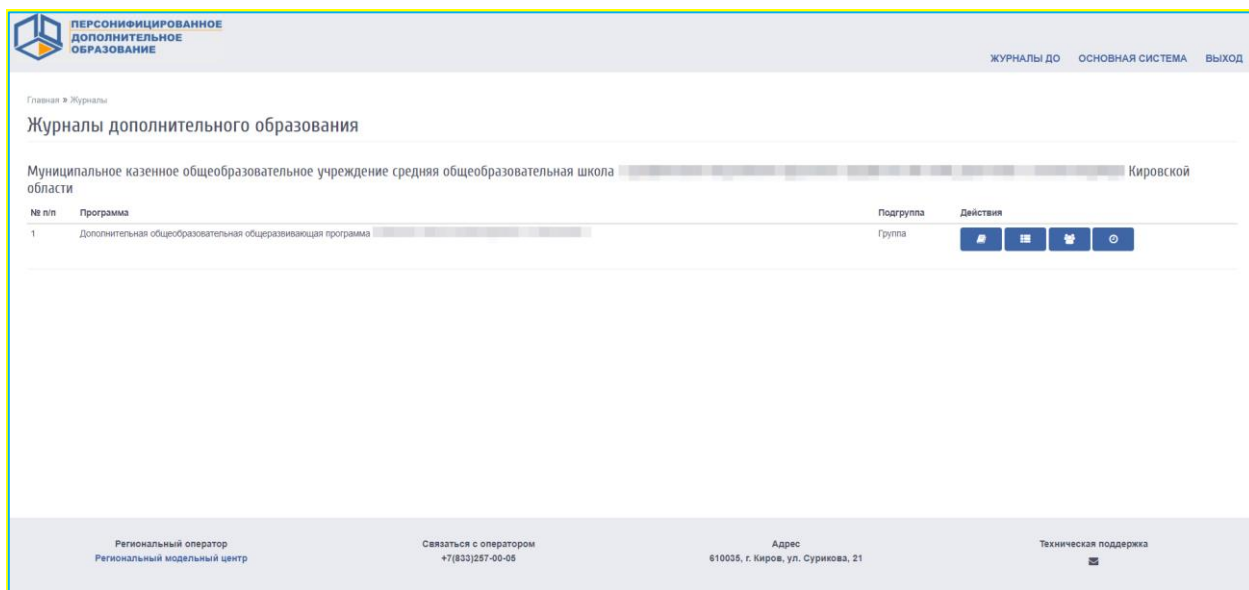 ПЕРСОНИФИЦИРОВАННОЕ
ДОПОЛНИТЕЛЬНОЕ
ОБРАЗОВАНИЕ
ЖУРНАЛЫ ДО ОСНОВНАЯ СИСТЕМА ВЫХОД
Главная » Журналы
Журналы дополнительного образования
Муниципальное казенное общеобразовательное учреждение средняя общеобразовательная школа Кировской
области
№ п/п Программа Подгруппа Действия
1 Дополнительная общеобразовательная общеразвивающая программа Группа
Региональный оператор Связаться с оператором Адрес Техническая поддержка
Региональный модельный центр +7(833)257-00-05 610035, г. Киров, ул. Сурикова, 21